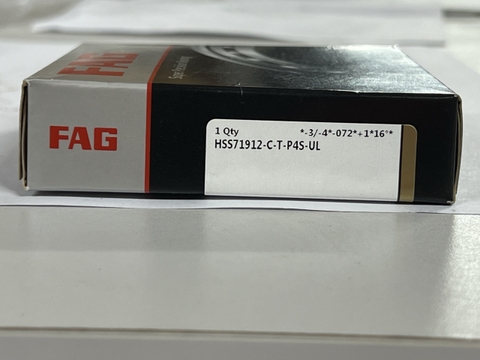 FAG
FAG
1 Qty *-3/-4*-072*+1*16°*
HSS71912-C-T-P4S-UL